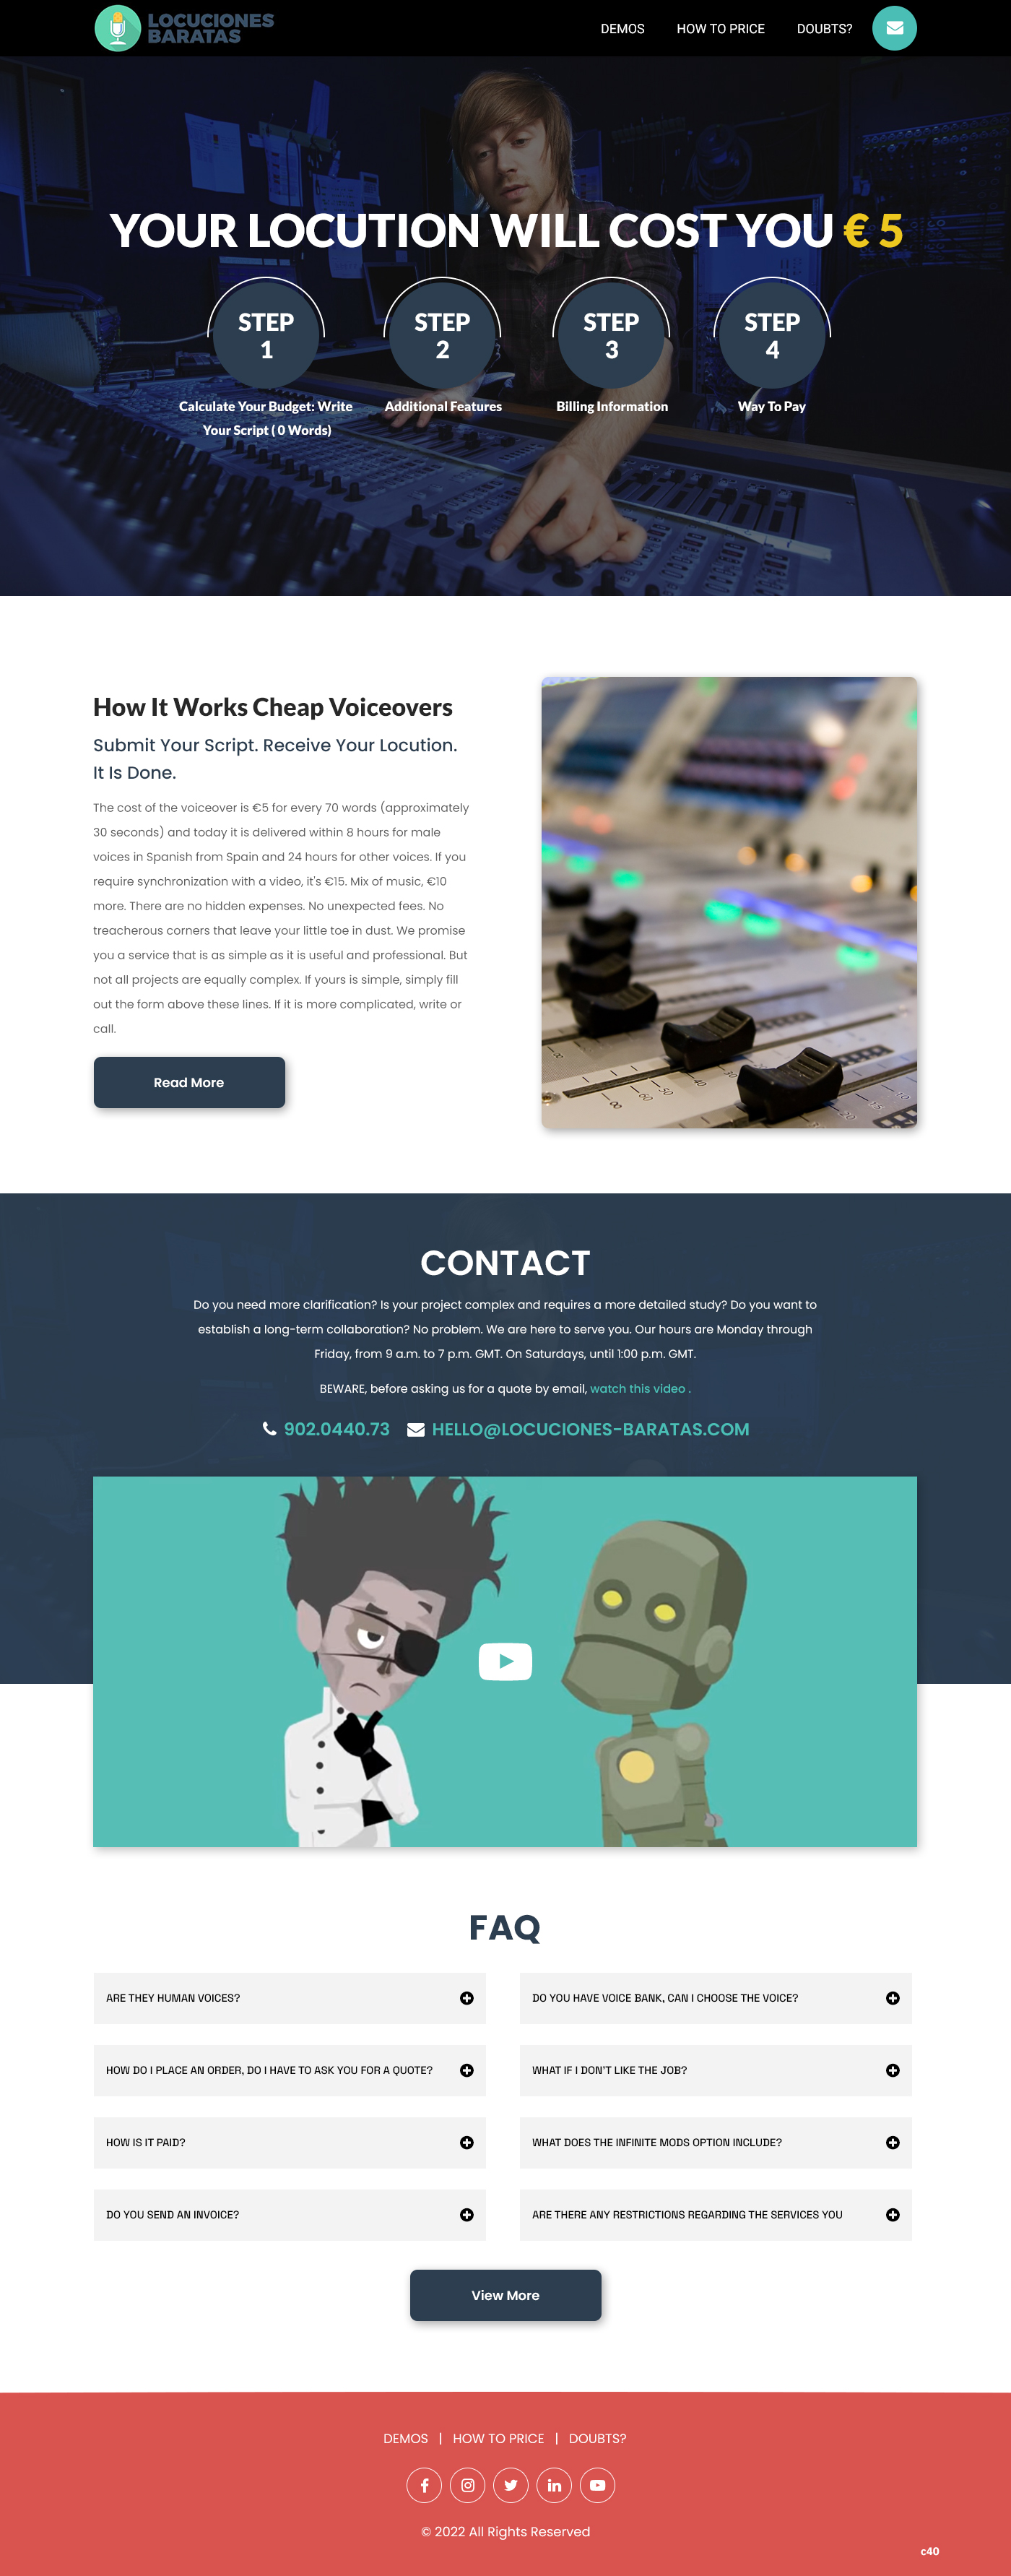 LOCUCIONES
BARATAS
DEMOS HOW TO PRICE DOUBTS?
YOUR LOCUTION WILL COST YOU € 5
STEP
1
STEP
2
STEP
3
STEP
4
Calculate Your Budget: Write
Your Script ( 0 Words)
Additional Features
Billing Information
Way To Pay
How It Works Cheap Voiceovers
Submit Your Script. Receive Your Locution.
It Is Done.
The cost of the voiceover is €5 for every 70 words (approximately
30 seconds) and today it is delivered within 8 hours for male
voices in Spanish from Spain and 24 hours for other voices. If you
require synchronization with a video, it's €15. Mix of music, €10
more. There are no hidden expenses. No unexpected fees. No
treacherous corners that leave your little toe in dust. We promise
you a service that is as simple as it is useful and professional. But
not all projects are equally complex. If yours is simple, simply fill
out the form above these lines. If it is more complicated, write or
call.
Read More
CONTACT
Do you need more clarification? Is your project complex and requires a more detailed study? Do you want to
establish a long-term collaboration? No problem. We are here to serve you. Our hours are Monday through
Friday, from 9 a.m. to 7 p.m. GMT. On Saturdays, until 1:00 p.m. GMT.
BEWARE, before asking us for a quote by email, watch this video .
902.0440.73 HELLO@LOCUCIONES-BARATAS.COM
FAQ
ARE THEY HUMAN VOICES?
DO YOU HAVE VOICE BANK, CAN I CHOOSE THE VOICE?
HOW DO I PLACE AN ORDER, DO I HAVE TO ASK YOU FOR A QUOTE?
WHAT IF I DON'T LIKE THE JOB?
HOW IS IT PAID?
WHAT DOES THE INFINITE MODS OPTION INCLUDE?
DO YOU SEND AN INVOICE?
ARE THERE ANY RESTRICTIONS REGARDING THE SERVICES YOU
View More
DEMOS | HOW TO PRICE | DOUBTS?
© 2022 All Rights Reserved
c40